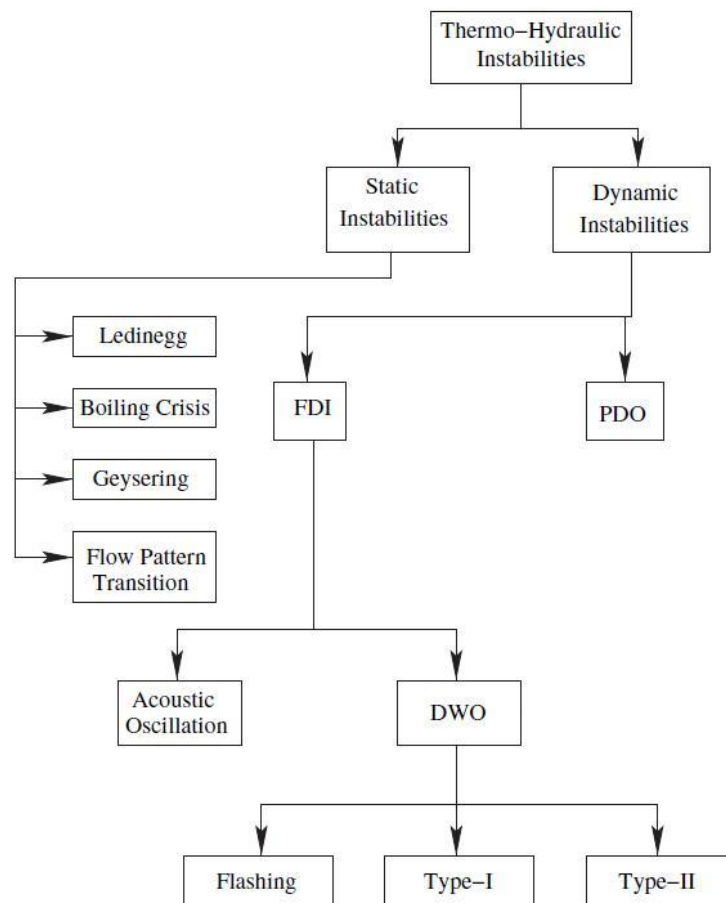 Thermo−Hydraulic
Instabilities
Static
Instabilities
Dynamic
Instabilities
Ledinegg
Boiling Crisis
Geysering
Flow Pattern
Transition
FDI
PDO
Acoustic
Oscillation
DWO
Flashing
Type−I
Type−II